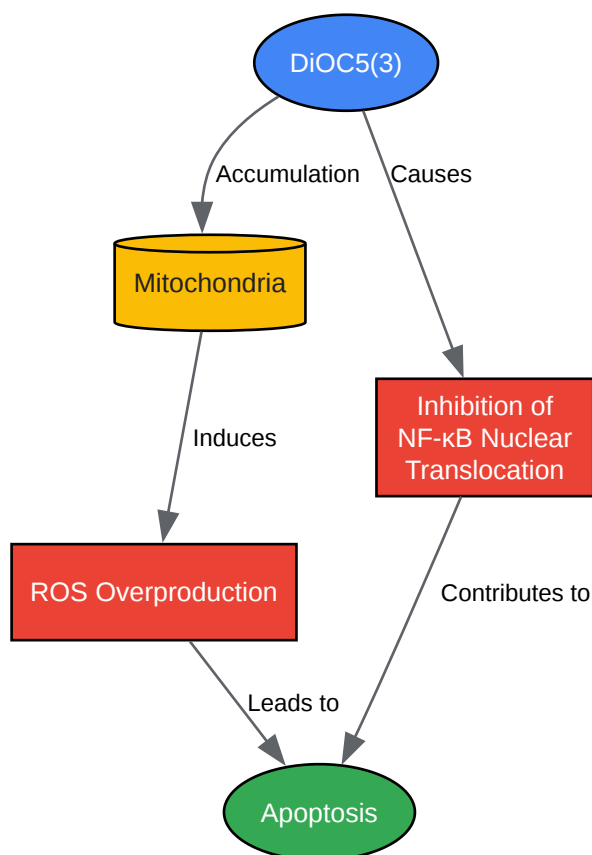 DiOC5(3)
Accumulation
Causes
Mitochondria
Inhibition of
NF-κB Nuclear
Translocation
Induces
ROS Overproduction
Contributes to
Leads to
Apoptosis